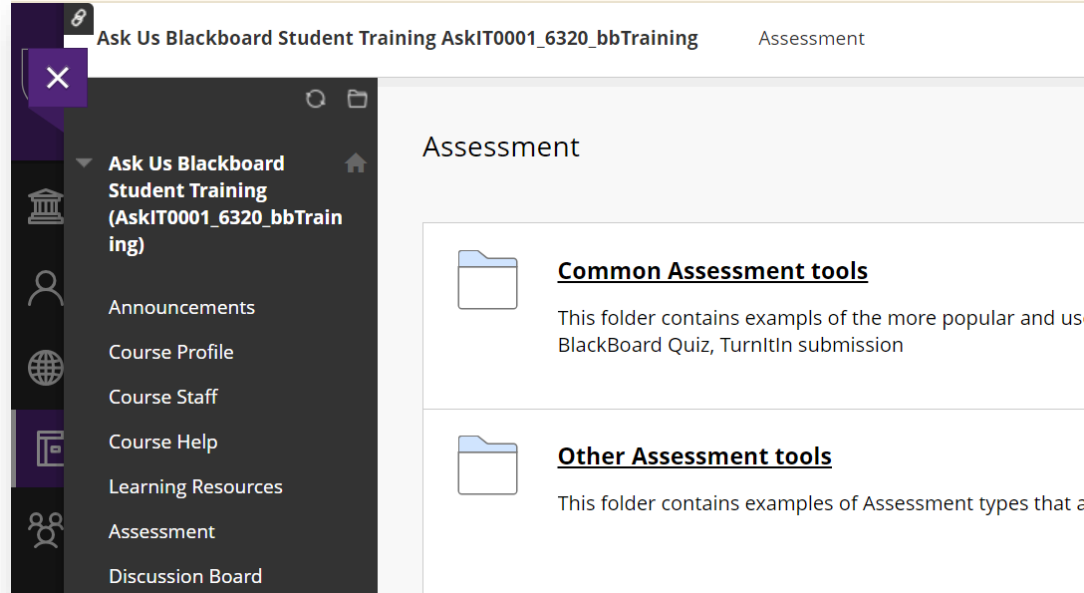 Ask Us Blackboard Student Training AskIT0001_6320_bbTraining Assessment
Ask Us Blackboard
Student Training
(AskIT0001_6320_bbTrain
ing)
Announcements
Course Profile
Course Staff
Course Help
Learning Resources
Assessment
Discussion Board
Assessment
Common Assessment tools
This folder contains exampls of the more popular and
BlackBoard Quiz, TurnItIn submission
Other Assessment tools
This folder contains examples of Assessment types that